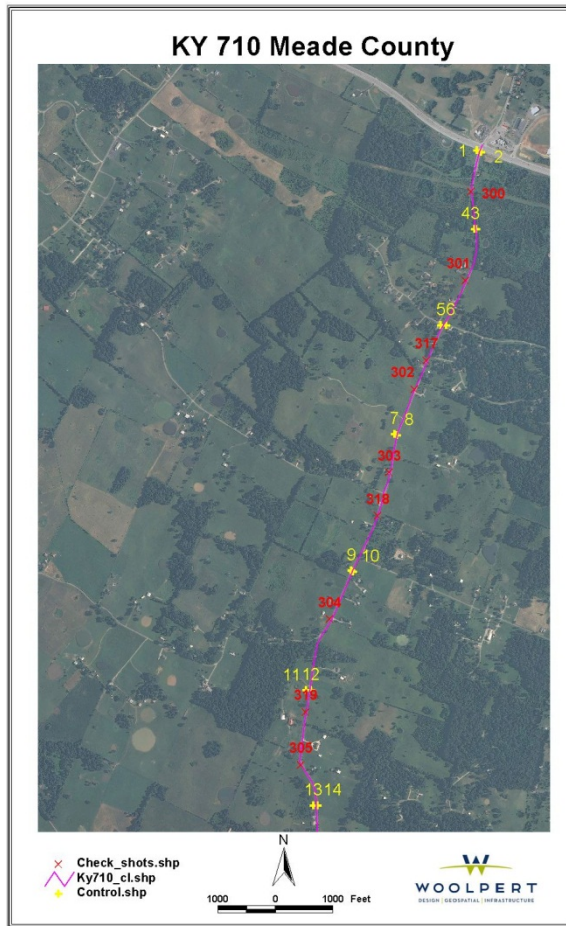 KY 710 Meade County
1 2
300
43
301
56
317
302
7 8
303
318
9 10
304
1112
319
305
1314
N
Check_shots.shp
Ky710_cl.shp
Control.shp
1000 0 1000 Feet
WOOLPERT
DESIGN | GEOSPATIAL | INFRASTRUCTURE